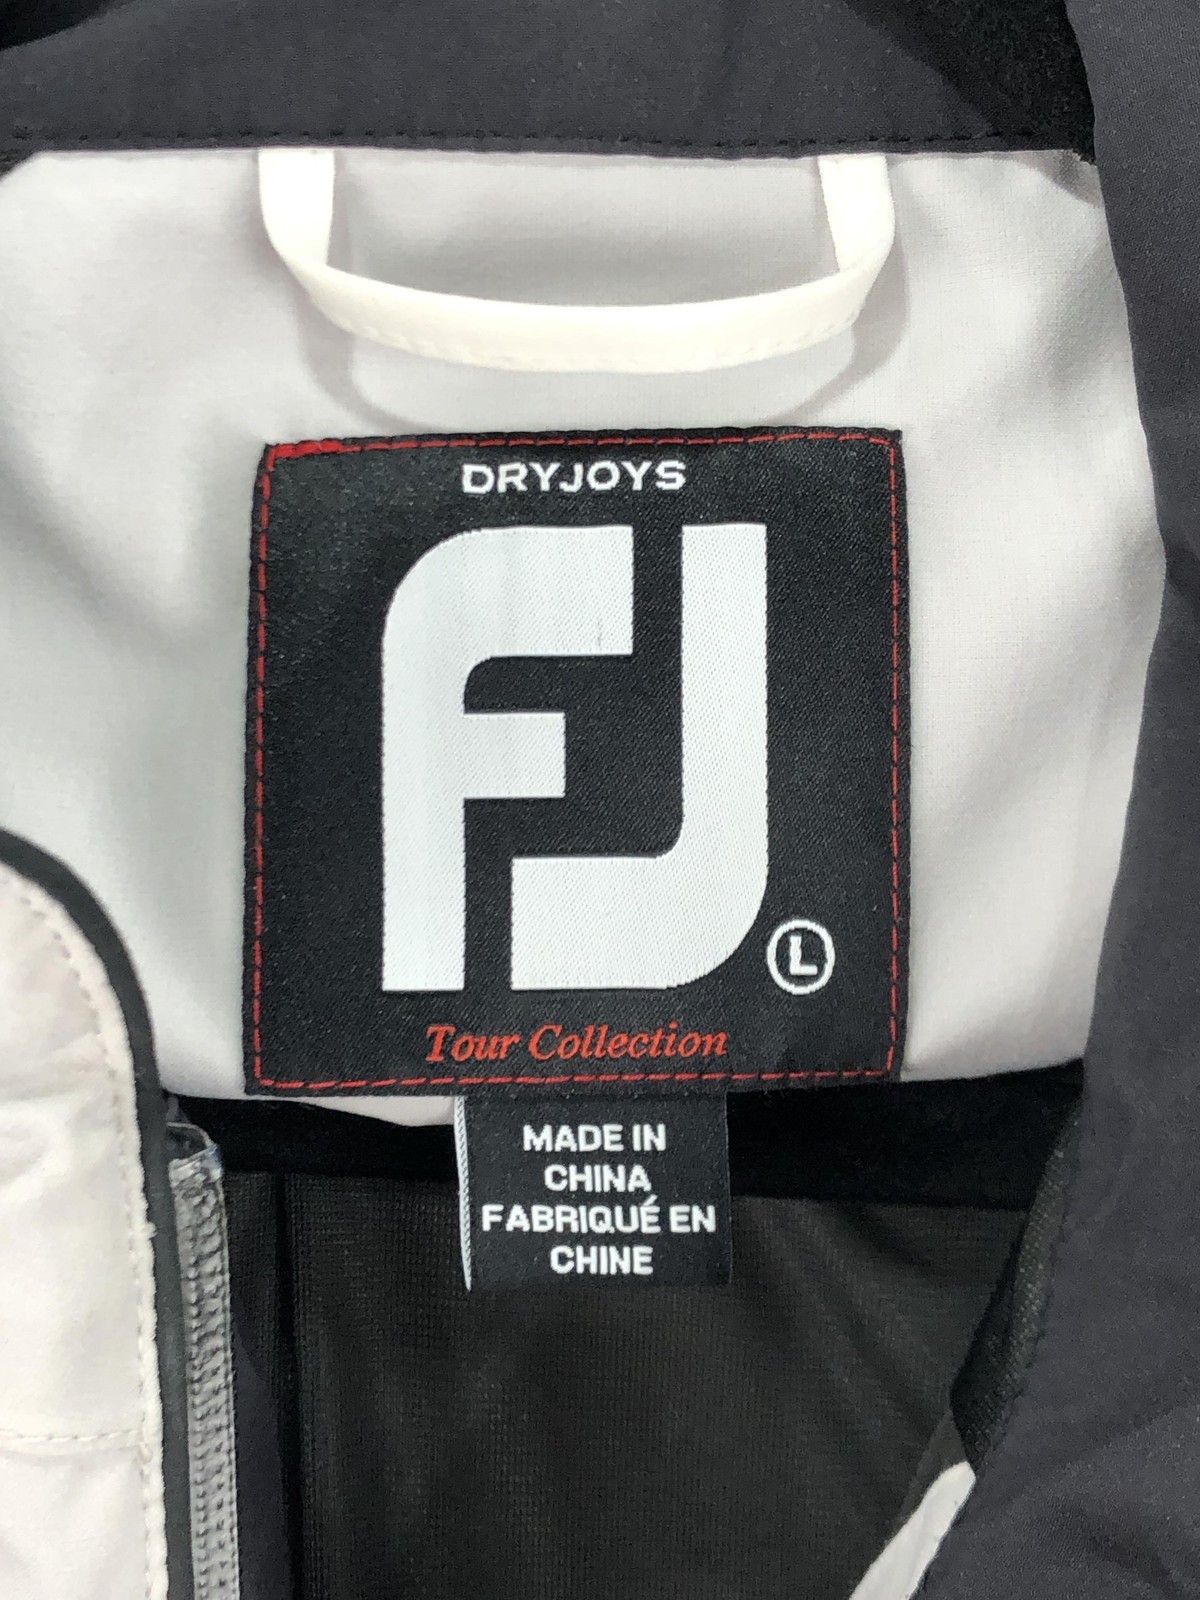 DRYJOYS
FJ
L
Tour Collection
MADE IN
CHINA
FABRIQUÉ EN
CHINE